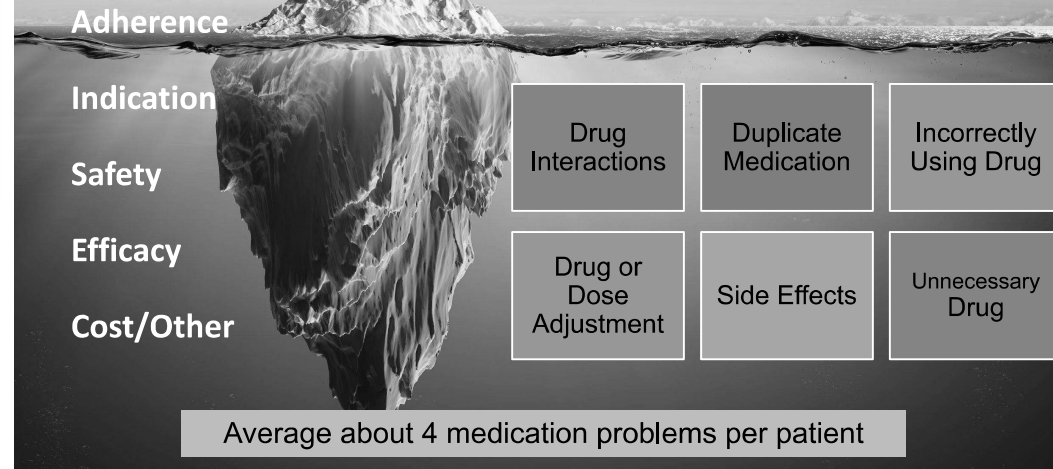 Adherence
Indication
Safety
Efficacy
Cost/Other
Drug
Interactions
Duplicate
Medication
Incorrectly
Using Drug
Drug or
Dose
Adjustment
Side Effects
Unnecessary
Drug
Average about 4 medication problems per patient